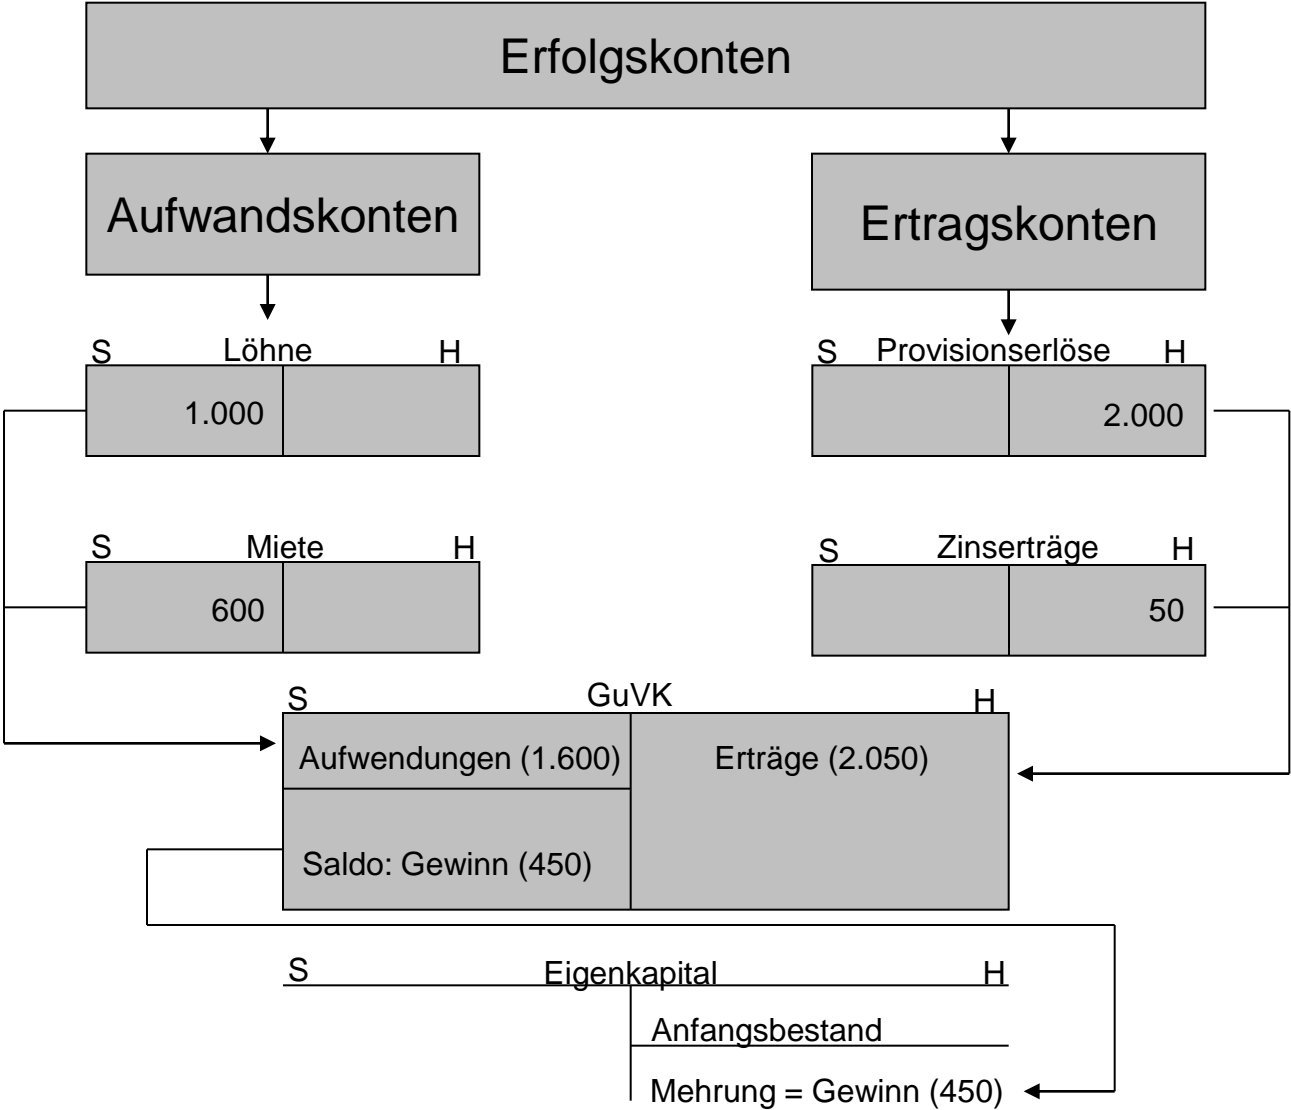 Erfolgskonten
Aufwandskonten
Ertragskonten
S Löhne H
1.000
S Provisionserlöse H
2.000
S Miete H
600
S Zinserträge H
50
S GuVK H
Aufwendungen (1.600) Erträge (2.050)
Saldo: Gewinn (450)
S Eigenkapital H
Anfangsbestand
Mehrung = Gewinn (450)